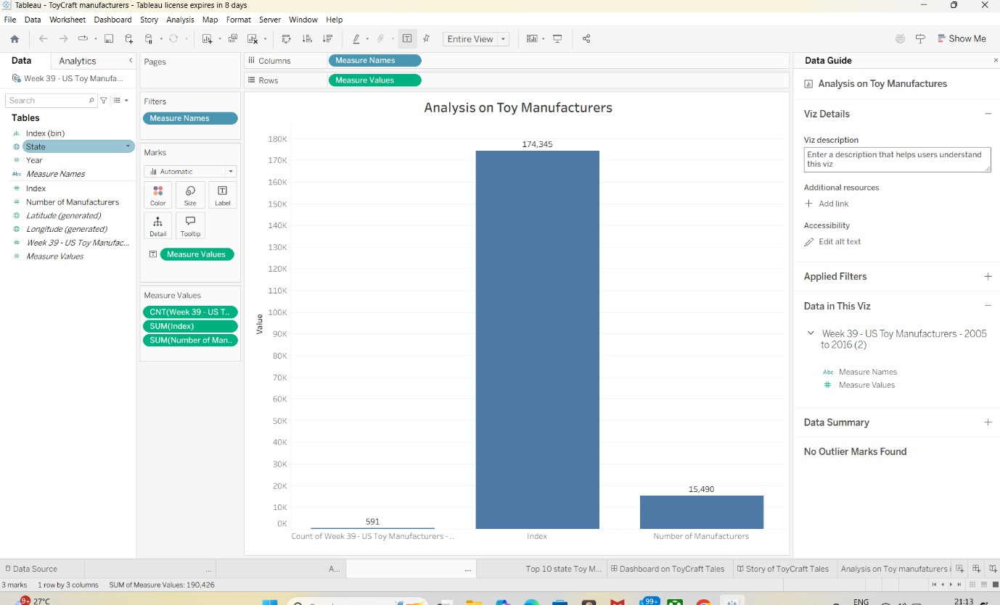 Tableau - ToyCraft manufacturers - Tableau license expires in 8 days
File Data Worksheet Dashboard Story Analysis Map Format Server Window Help
Entire View
Show Me
Data Analytics
Week 39 - US Toy Manufa...
Search
Tables
Index (bin)
State
Year
Abc Measure Names
Index
Number of Manufacturers
Latitude (generated)
Longitude (generated)
Week 39 - US Toy Manufac...
Measure Values
Pages
Filters
Measure Names
Marks
Automatic
Color Size Label
Detail Tooltip
Measure Values
Measure Values
CNT(Week 39 - US T..
SUM(Index)
SUM(Number of Man..
Columns Measure Names
Rows Measure Values
Analysis on Toy Manufacturers
Value
180K
170K
160K
150K
140K
130K
120K
110K
100K
90K
80K
70K
60K
50K
40K
30K
20K
10K
0K
591
174,345
15,490
Count of Week 39 - US Toy Manufacturers - ..
Index
Number of Manufacturers
Data Guide
Analysis on Toy Manufactures
Viz Details
Viz description
Enter a description that helps users understand
this viz
Additional resources
Add link
Accessibility
Edit alt text
Applied Filters
Data in This Viz
Week 39 - US Toy Manufacturers - 2005
to 2016 (2)
Abc Measure Names
Measure Values
Data Summary
No Outlier Marks Found
Data Source ... A... ... Top 10 state Toy M... Dashboard on ToyCraft Tales Story of ToyCraft Tales Analysis on Toy manufaturers i
3 marks 1 row by 3 columns SUM of Measure Values: 190,426
9+ 27°C
99+
ENG
21:13